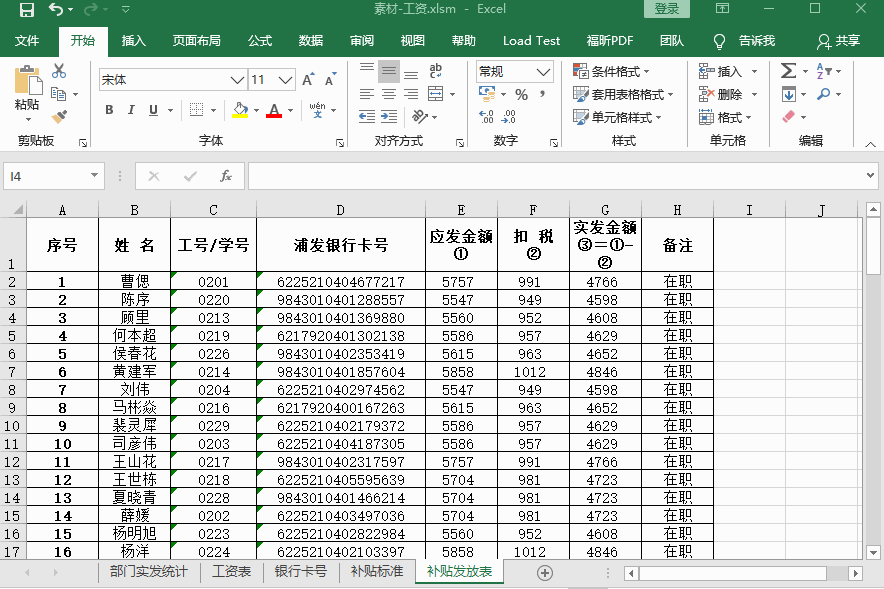 素材-工资.xlsm - Excel 登录
文件 开始 插入 页面布局 公式 数据 审阅 视图 帮助 Load Test 福昕PDF 团队 告诉我 共享
宋体 11 A A wén 常规 条件格式 插入 Σ
粘贴 B I U A wén 文 % 套用表格格式 删除
单元格样式 格式
剪贴板 字体 对齐方式 数字 样式 单元格 编辑
I4 fx
A B C D E F G H I J
1 序号 姓 名 工号/学号 浦发银行卡号 应发金额① 扣 税② 实发金额③=①-② 备注
2 1 曹偲 0201 6225210404677217 5757 991 4766 在职
3 2 陈序 0220 9843010401288557 5547 949 4598 在职
4 3 顾里 0213 9843010401369880 5560 952 4608 在职
5 4 何本超 0219 6217920401302138 5586 957 4629 在职
6 5 侯春花 0226 9843010402353419 5615 963 4652 在职
7 6 黄建军 0214 9843010401857604 5858 1012 4846 在职
8 7 刘伟 0204 6225210402974562 5547 949 4598 在职
9 8 马彬焱 0216 6217920400167263 5615 963 4652 在职
10 9 裴灵犀 0229 6225210402179372 5586 957 4629 在职
11 10 司彦伟 0203 6225210404187305 5586 957 4629 在职
12 11 王山花 0217 9843010402317597 5757 991 4766 在职
13 12 王世栋 0218 6225210405595639 5704 981 4723 在职
14 13 夏晓青 0228 9843010401466214 5704 981 4723 在职
15 14 薛媛 0202 6225210403497036 5704 981 4723 在职
16 15 杨明旭 0223 6225210402822984 5560 952 4608 在职
17 16 杨洋 0224 6225210402103397 5858 1012 4846 在职
部门实发统计 工资表 银行卡号 补贴标准 补贴发放表